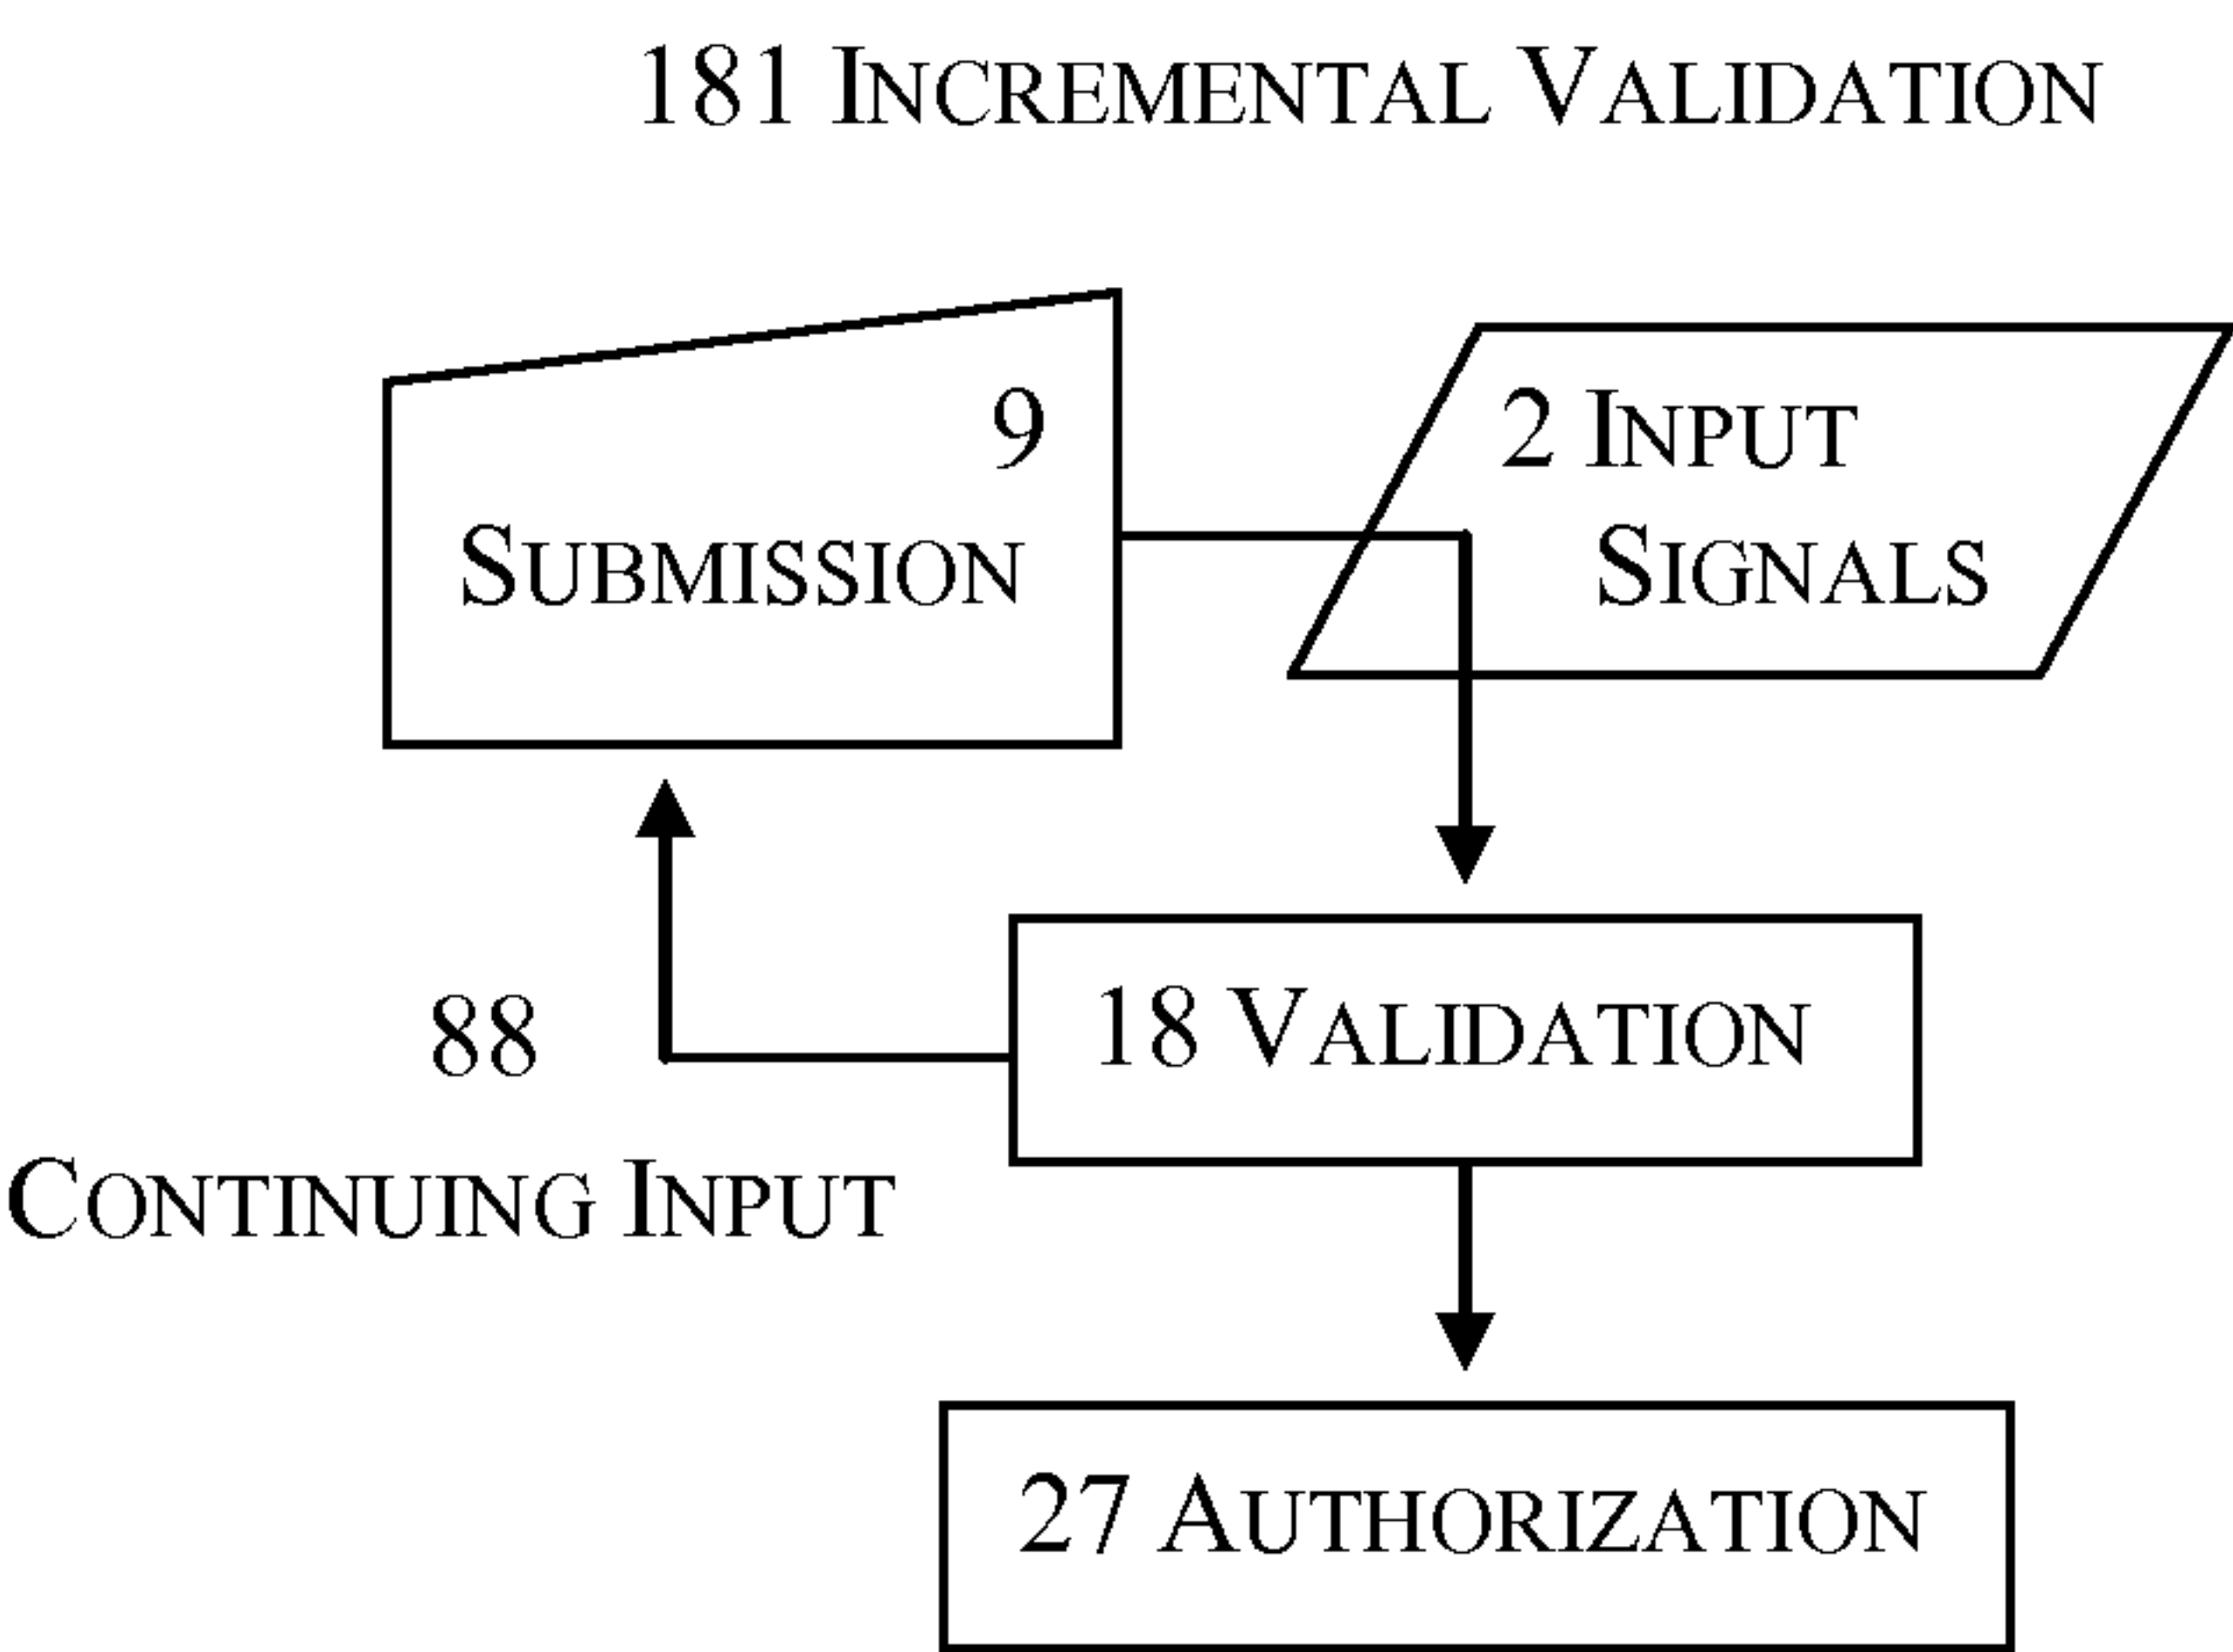 181 INCREMENTAL VALIDATION
9
SUBMISSION
2 INPUT
SIGNALS
88
CONTINUING INPUT
18 VALIDATION
27 AUTHORIZATION